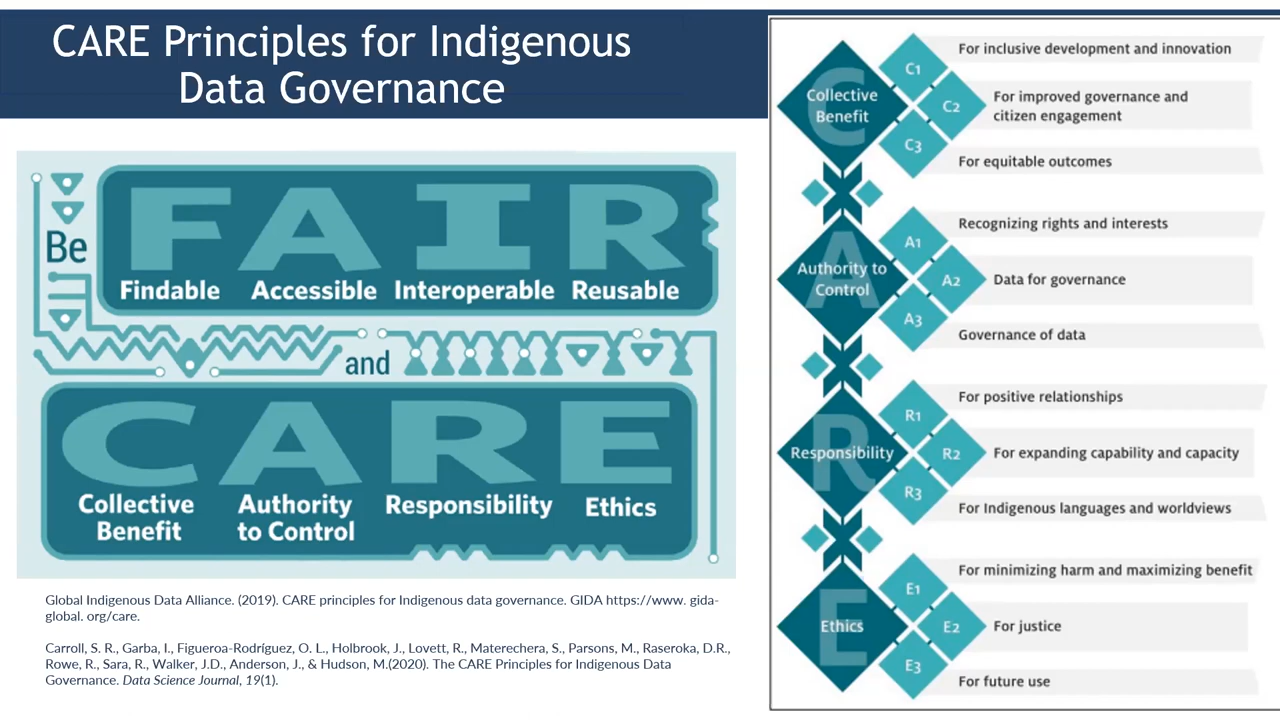 CARE Principles for Indigenous
Data Governance
Be
FAIR
Findable Accessible Interoperable Reusable
and
CARE
Collective Authority Responsibility Ethics
Benefit to Control
Global Indigenous Data Alliance. (2019). CARE principles for Indigenous data governance. GIDA https://www. gida-
global. org/care.
Carroll, S. R., Garba, I., Figueroa-Rodríguez, O. L., Holbrook, J., Lovett, R., Materechera, S., Parsons, M., Raseroka, D.R.,
Rowe, R., Sara, R., Walker, J.D., Anderson, J., & Hudson, M.(2020). The CARE Principles for Indigenous Data
Governance. Data Science Journal, 19(1).
C
Collective
Benefit
C1
For inclusive development and innovation
C2
For improved governance and
citizen engagement
C3
For equitable outcomes
A
Authority to
Control
A1
Recognizing rights and interests
A2
Data for governance
A3
Governance of data
R
Responsibility
R1
For positive relationships
R2
For expanding capability and capacity
R3
For Indigenous languages and worldviews
E
Ethics
E1
For minimizing harm and maximizing benefit
E2
For justice
E3
For future use